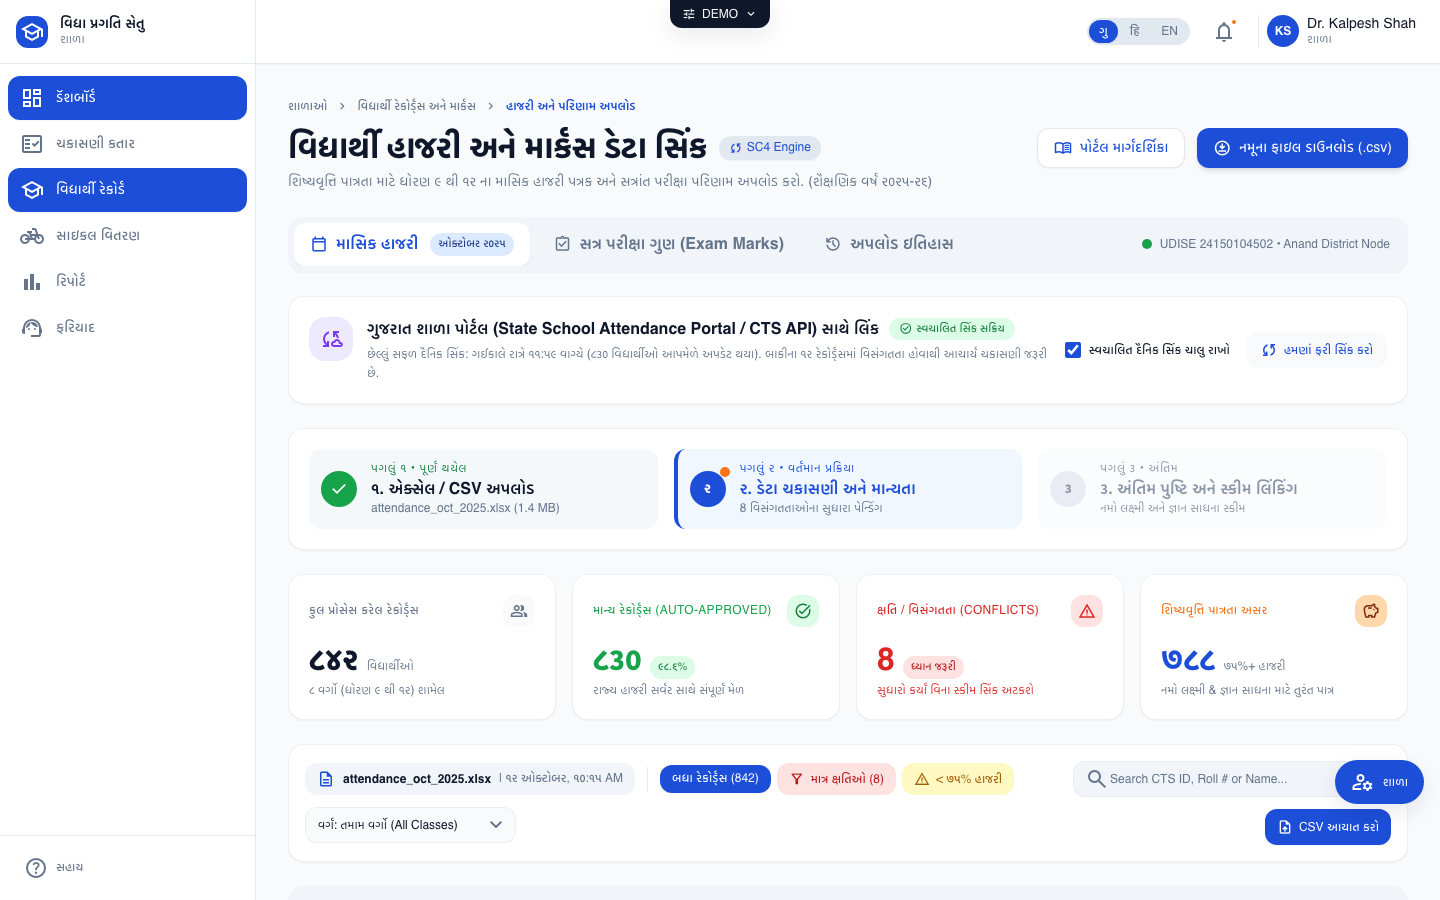 વિદ્યા પ્રગતિ સેતુ
શાળા
DEMO
ગુ
હિ
EN
KS
Dr. Kalpesh Shah
શાળા
ડૅશબૉર્ડ
ચકાસણી કતાર
વિદ્યાર્થી રેકોર્ડ
સાઇકલ વિતરણ
રિપોર્ટ
ફરિયાદ
સહાય
શાળાઓ
વિદ્યાર્થી રેકોર્ડ્સ અને માર્ક્સ
હાજરી અને પરિણામ અપલોડ
વિદ્યાર્થી હાજરી અને માર્ક્સ ડેટા સિંક
SC4 Engine
શિષ્યવૃત્તિ પાત્રતા માટે ધોરણ ૯ થી ૧૨ ના માસિક હાજરી પત્રક અને સત્રાંત પરીક્ષા પરિણામ અપલોડ કરો. (શૈક્ષણિક વર્ષ ૨૦૨૫-૨૬)
પોર્ટલ માર્ગદર્શિકા
નમૂના ફાઇલ ડાઉનલોડ (.csv)
માસિક હાજરી
ઓક્ટોબર ૨૦૨૫
સત્ર પરીક્ષા ગુણ (Exam Marks)
અપલોડ ઇતિહાસ
UDISE 24150104502 • Anand District Node
ગુજરાત શાળા પોર્ટલ (State School Attendance Portal / CTS API) સાથે લિંક
સ્વચાલિત સિંક સક્રિય
છેલ્લું સફળ દૈનિક સિંક: ગઈકાલે રાત્રે ૧૧:૫૯ વાગ્યે (૮૩૦ વિદ્યાર્થીઓ આપમેળે અપડેટ થયા). બાકીના ૧૨ રેકોર્ડ્સમાં વિસંગતતા હોવાથી આચાર્ય ચકાસણી જરૂરી
છે.
સ્વચાલિત દૈનિક સિંક ચાલુ રાખો
હમણાં ફરી સિંક કરો
પગલું ૧ • પૂર્ણ થયેલ
૧. એક્સેલ / CSV અપલોડ
attendance_oct_2025.xlsx (1.4 MB)
૨
પગલું ૨ • વર્તમાન પ્રક્રિયા
૨. ડેટા ચકાસણી અને માન્યતા
8 વિસંગતતાઓના સુધારા પેન્ડિંગ
૩
પગલું ૩ • અંતિમ
૩. અંતિમ પુષ્ટિ અને સ્કીમ લિંકિંગ
નમો લક્ષ્મી અને જ્ઞાન સાધના સ્કીમ
કુલ પ્રોસેસ કરેલ રેકોર્ડ્સ
૮૪૨ વિદ્યાર્થીઓ
૮ વર્ગો (ધોરણ ૯ થી ૧૨) શામેલ
માન્ય રેકોર્ડ્સ (AUTO-APPROVED)
૮૩૦ ૯૮.૬%
રાજ્ય હાજરી સર્વર સાથે સંપૂર્ણ મેળ
ક્ષતિ / વિસંગતતા (CONFLICTS)
8 ધ્યાન જરૂરી
સુધારો કર્યા વિના સ્કીમ સિંક અટકશે
શિષ્યવૃત્તિ પાત્રતા અસર
૭૮૮ ૭૫%+ હાજરી
નમો લક્ષ્મી & જ્ઞાન સાધના માટે તુરંત પાત્ર
attendance_oct_2025.xlsx | ૧૨ ઓક્ટોબર, ૧૦:૧૫ AM
બધા રેકોર્ડ્સ (842)
માત્ર ક્ષતિઓ (8)
< ૭૫% હાજરી
Search CTS ID, Roll # or Name...
શાળા
વર્ગ: તમામ વર્ગો (All Classes)
CSV આયાત કરો